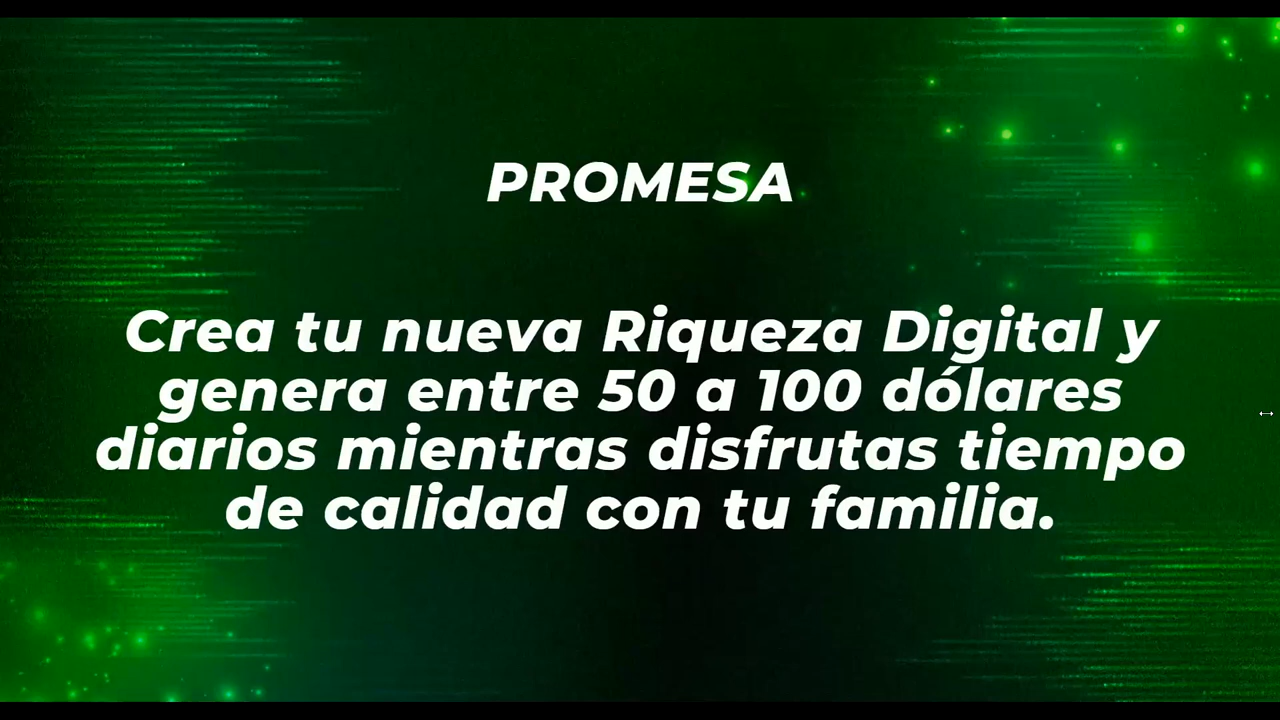 PROMESA
Crea tu nueva Riqueza Digital y
genera entre 50 a 100 dólares
diarios mientras disfrutas tiempo
de calidad con tu familia.